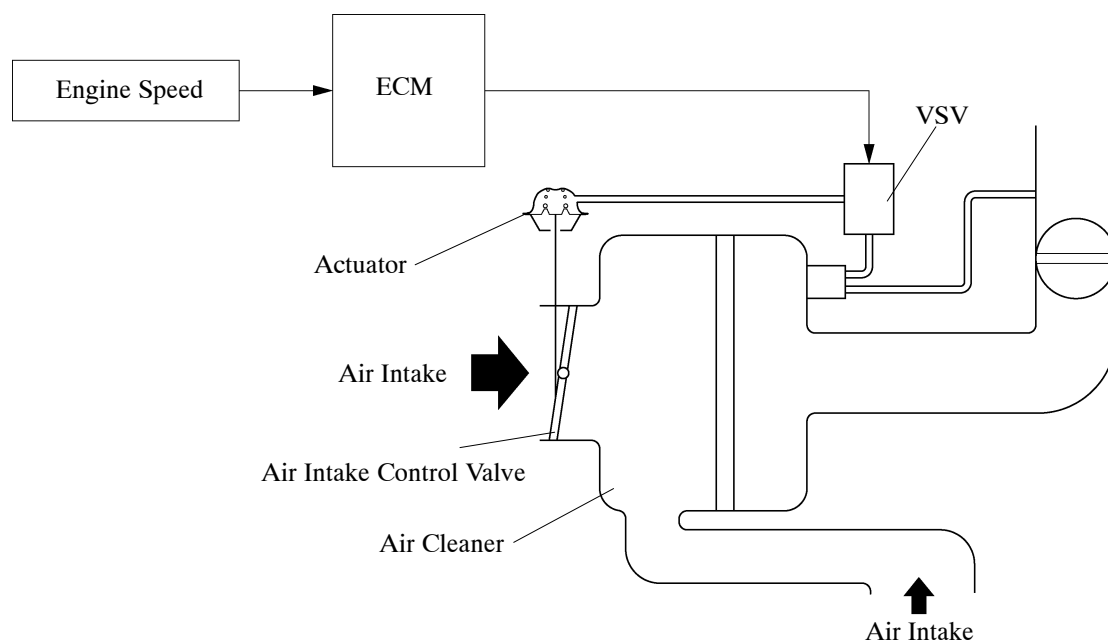 Engine Speed
ECM
VSV
Actuator
Air Intake
Air Intake Control Valve
Air Cleaner
Air Intake